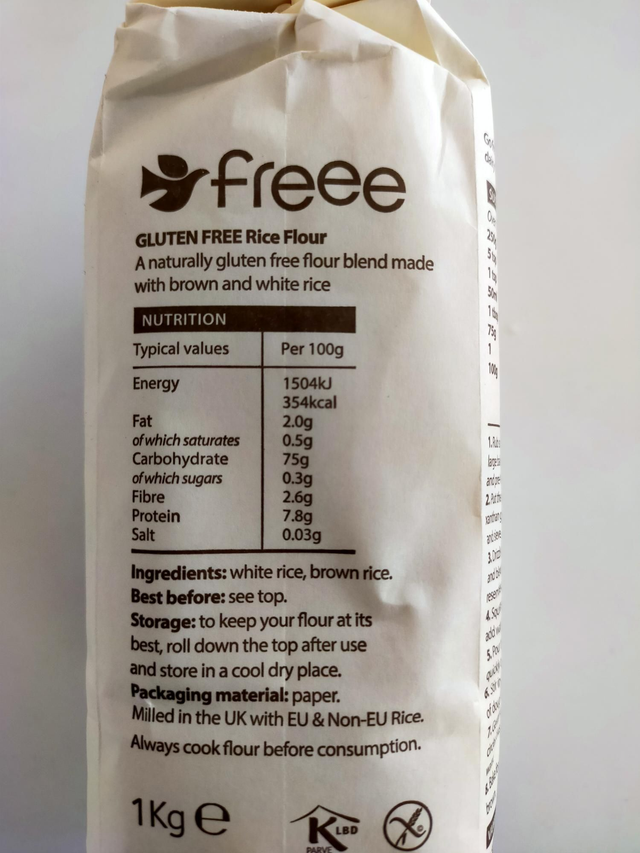 freee
GLUTEN FREE Rice Flour
A naturally gluten free flour blend made
with brown and white rice
NUTRITION
Typical values Per 100g
Energy 1504kJ
354kcal
Fat 2.0g
of which saturates 0.5g
Carbohydrate 75g
of which sugars 0.3g
Fibre 2.6g
Protein 7.8g
Salt 0.03g
Ingredients: white rice, brown rice.
Best before: see top.
Storage: to keep your flour at its
best, roll down the top after use
and store in a cool dry place.
Packaging material: paper.
Milled in the UK with EU & Non-EU Rice.
Always cook flour before consumption.
1Kg e
K LBD
PARVE
75g
1
100g